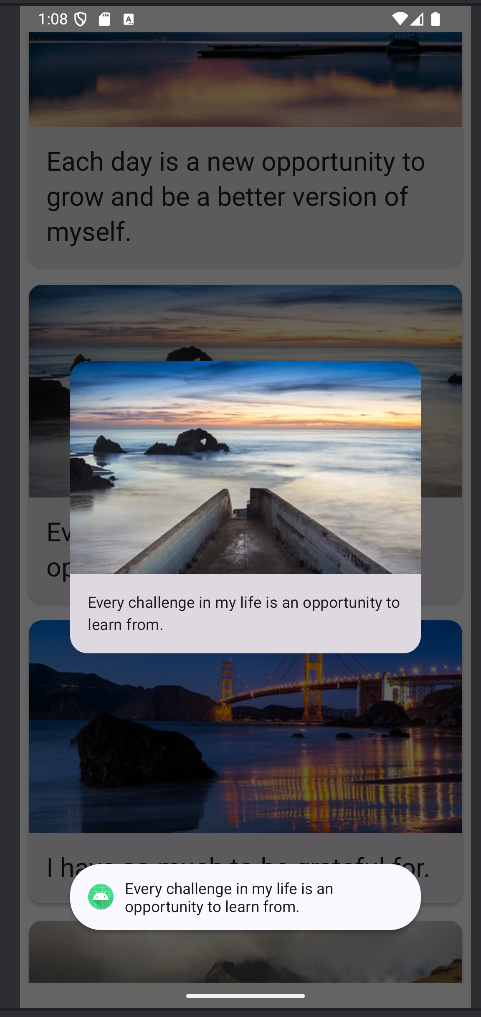 1:08
Each day is a new opportunity to
grow and be a better version of
myself.
Ev
op
Every challenge in my life is an opportunity to
learn from.
I have so much to be grateful for.
Every challenge in my life is an
opportunity to learn from.